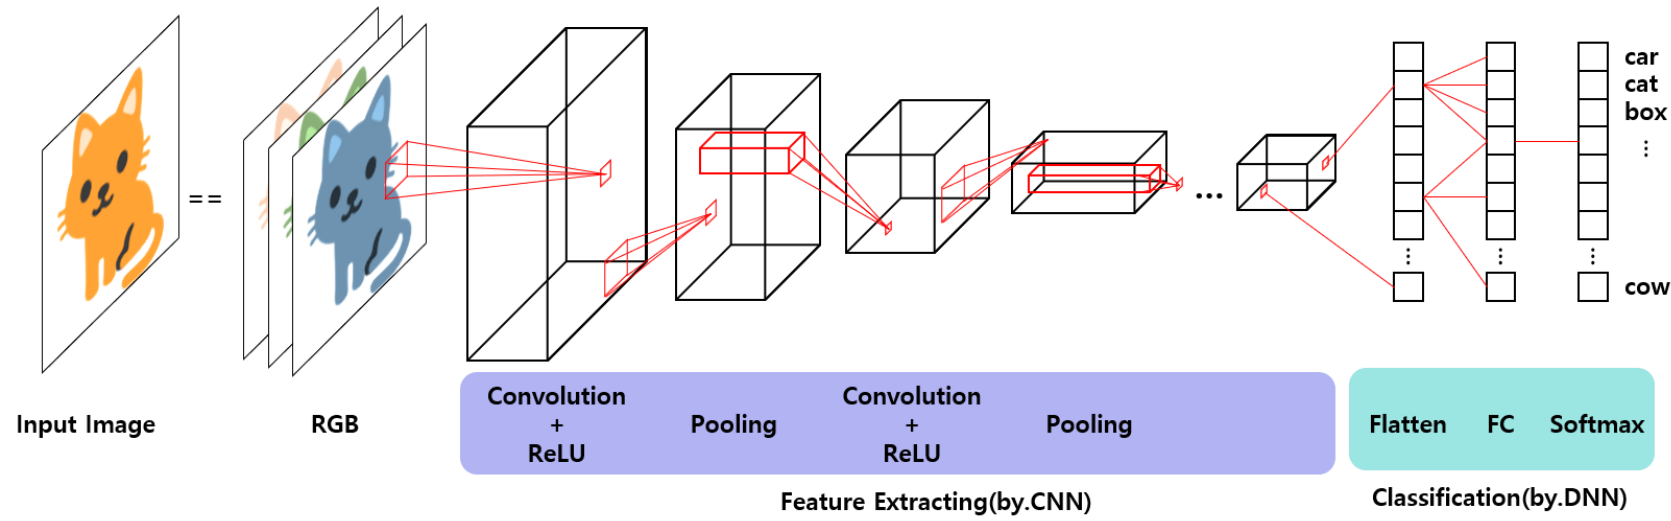 ==
...
car
cat
box
⋮
⋮ ⋮ ⋮
cow
Input Image
RGB
Convolution
+
ReLU
Pooling
Convolution
+
ReLU
Pooling
Flatten
FC
Softmax
Feature Extracting(by.CNN)
Classification(by.DNN)